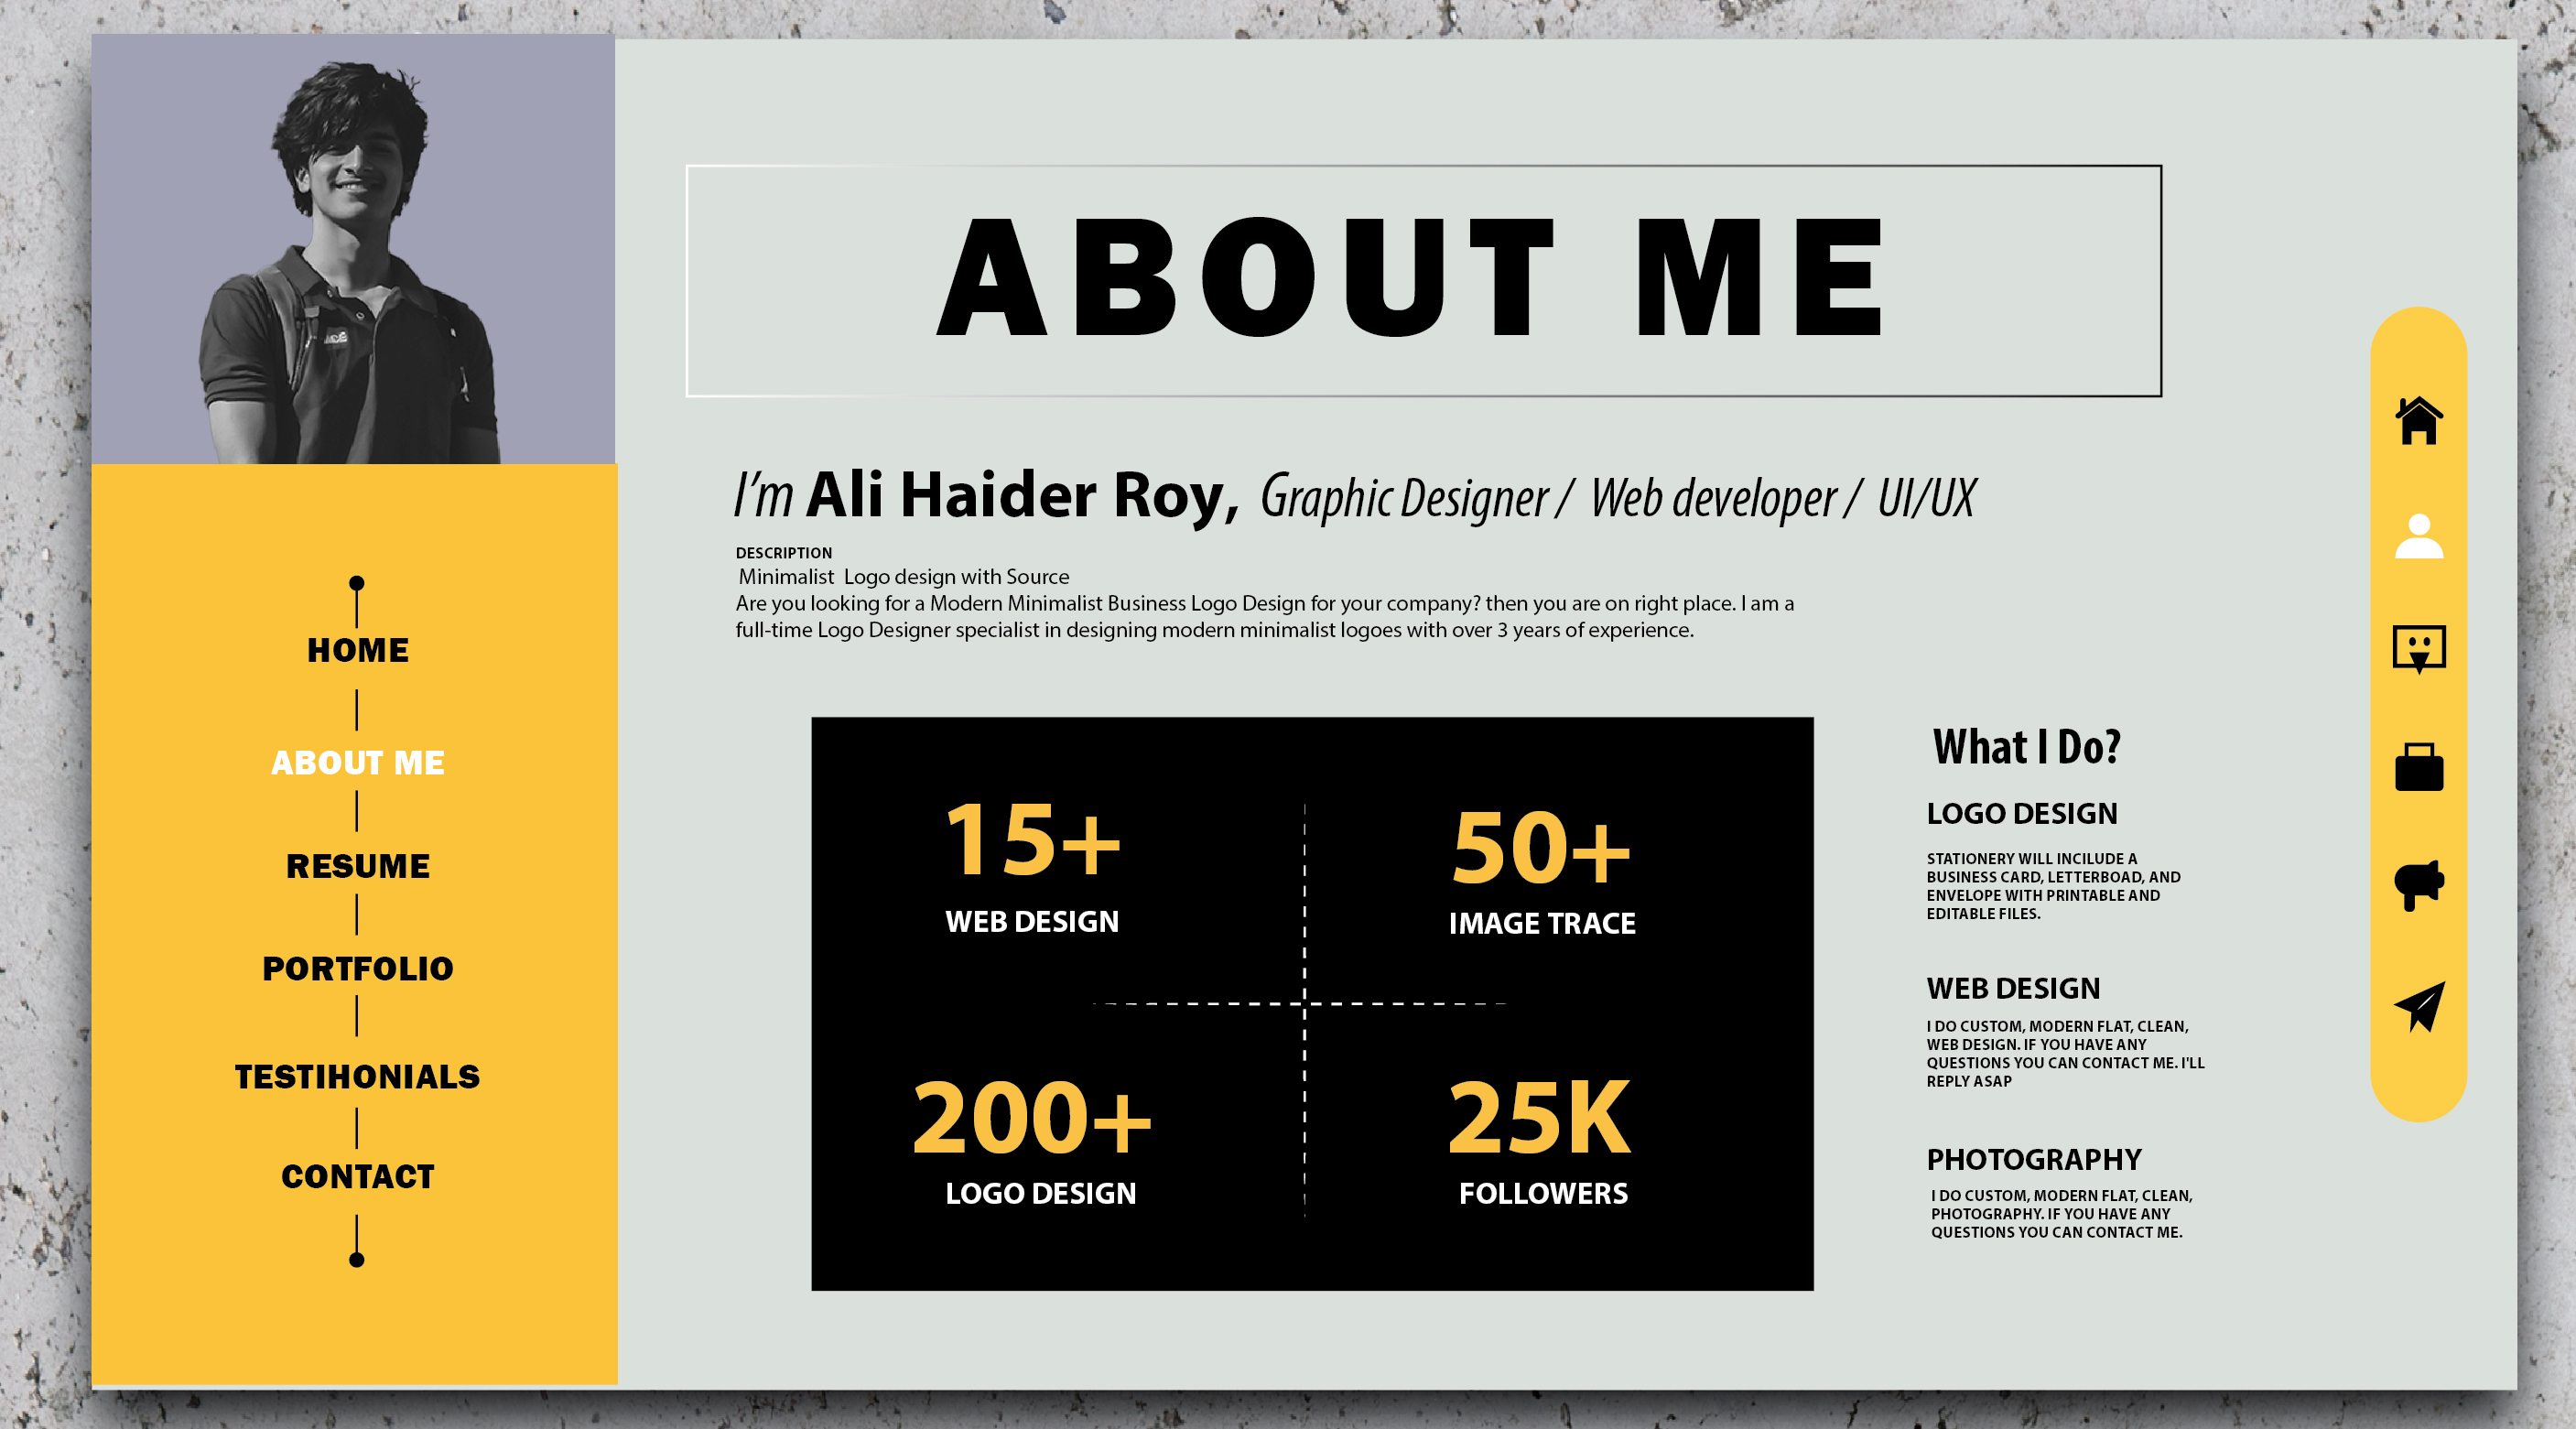 HOME
ABOUT ME
RESUME
PORTFOLIO
TESTIHONIALS
CONTACT
ABOUT ME
I'm Ali Haider Roy, Graphic Designer / Web developer / UI/UX
DESCRIPTION
Minimalist Logo design with Source
Are you looking for a Modern Minimalist Business Logo Design for your company? then you are on right place. I am a
full-time Logo Designer specialist in designing modern minimalist logoes with over 3 years of experience.
15+
WEB DESIGN
50+
IMAGE TRACE
200+
LOGO DESIGN
25K
FOLLOWERS
What I Do?
LOGO DESIGN
STATIONERY WILL INCILUDE A
BUSINESS CARD, LETTERBOAD, AND
ENVELOPE WITH PRINTABLE AND
EDITABLE FILES.
WEB DESIGN
I DO CUSTOM, MODERN FLAT, CLEAN,
WEB DESIGN. IF YOU HAVE ANY
QUESTIONS YOU CAN CONTACT ME. I'LL
REPLY ASAP
PHOTOGRAPHY
I DO CUSTOM, MODERN FLAT, CLEAN,
PHOTOGRAPHY. IF YOU HAVE ANY
QUESTIONS YOU CAN CONTACT ME.